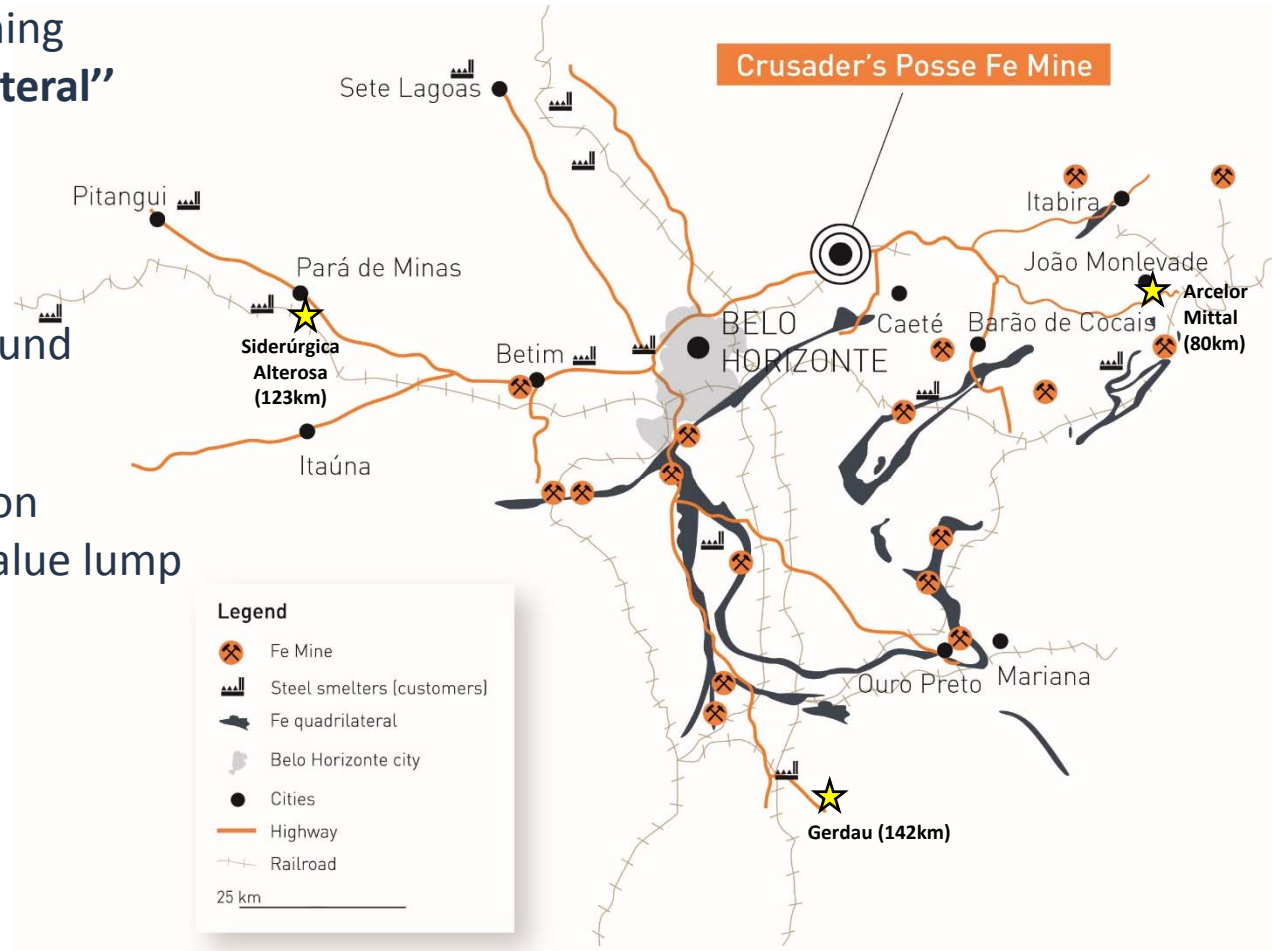 ning
teral”
und
on
alue lump
Crusader's Posse Fe Mine
Sete Lagoas
Pitangui
Itabira
Pará de Minas
João Monlevade
Arcelor
Mittal
(80km)
Siderúrgica
Alterosa
(123km)
Betim
BELO
HORIZONTE
Caeté
Barão de Cocais
Itaúna
Ouro Preto
Mariana
Gerdau (142km)
Legend
Fe Mine
Steel smelters (customers)
Fe quadrilateral
Belo Horizonte city
Cities
Highway
Railroad
25 km